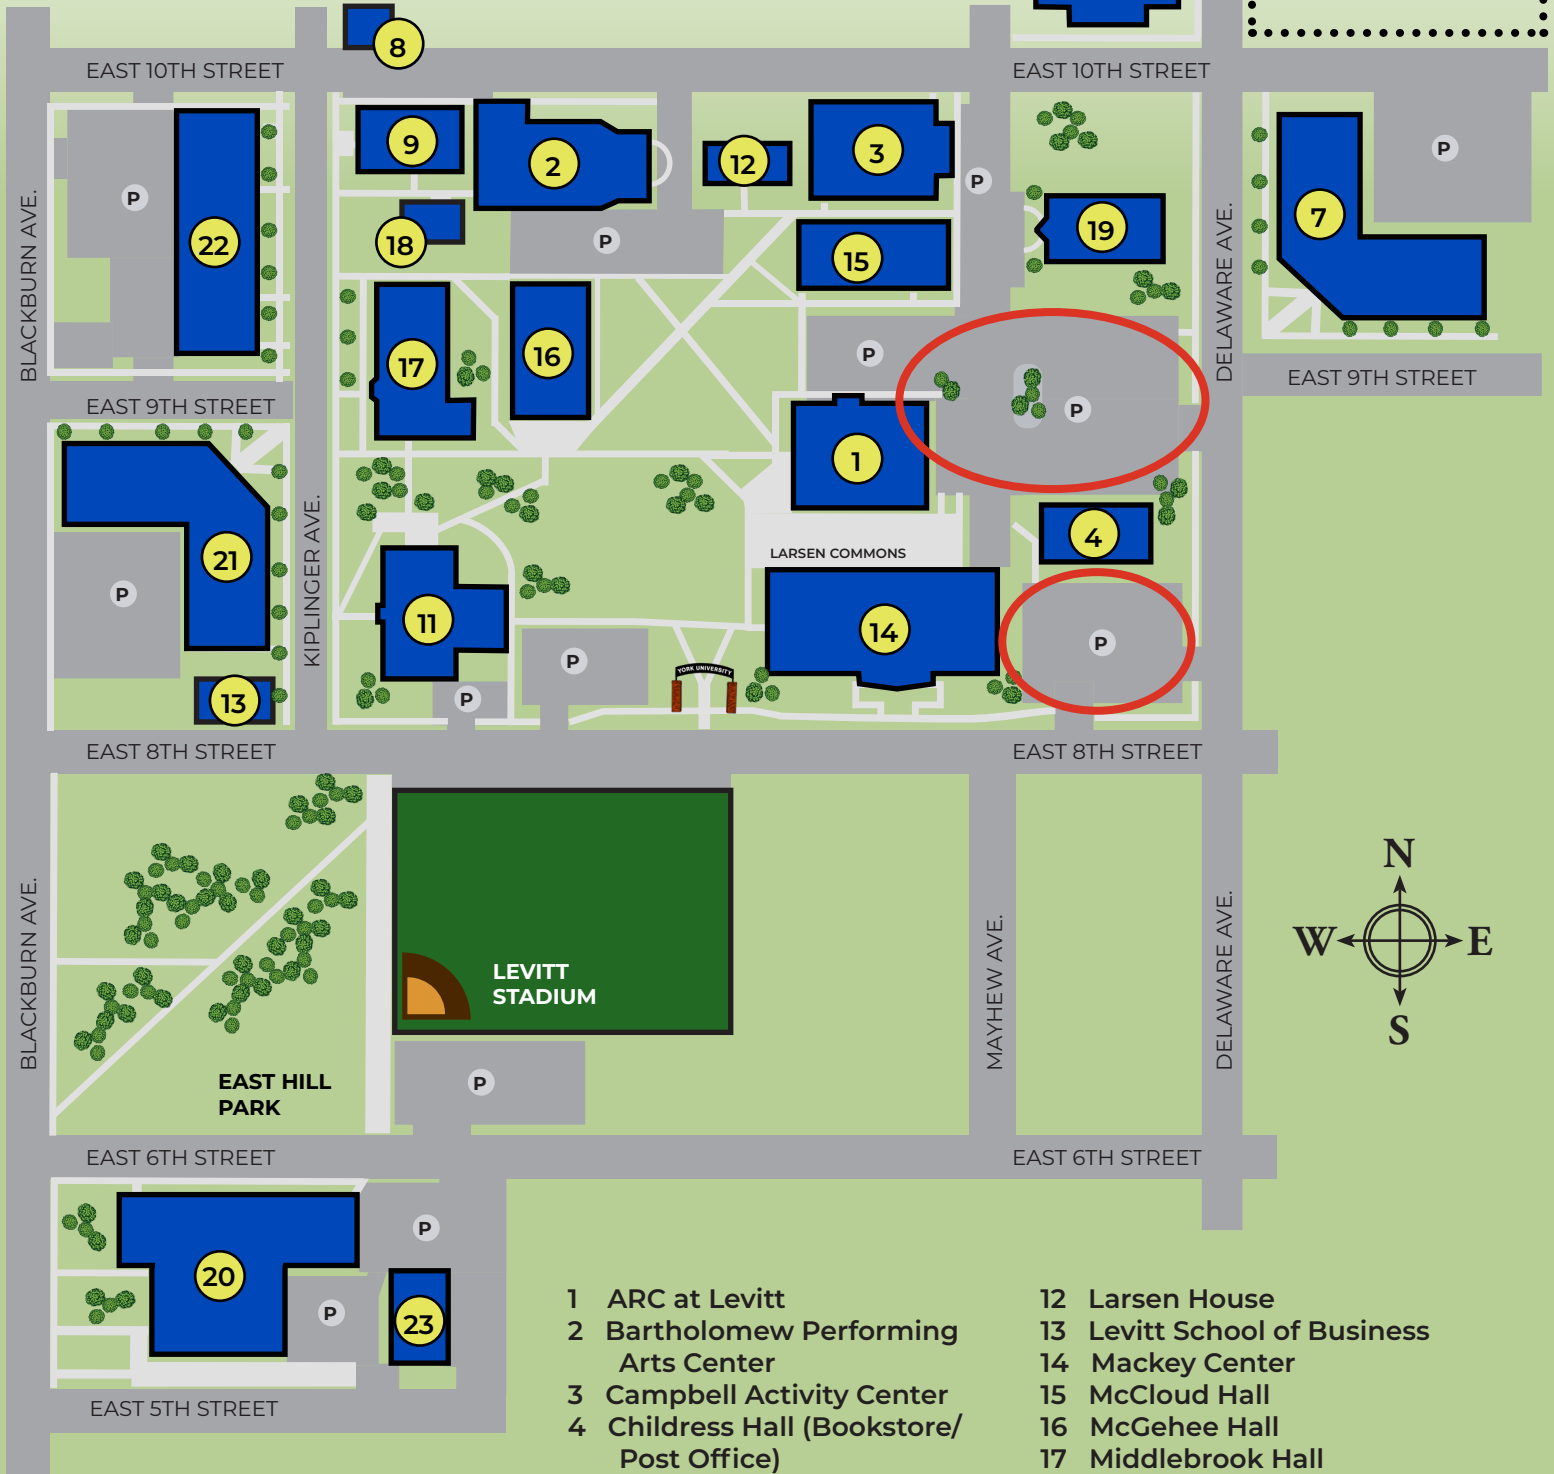 8
EAST 10TH STREET
EAST 10TH STREET
9
2
12
3
P
P
P
BLACKBURN AVE.
22
18
P
15
19
DELAWARE AVE.
7
17
16
P
EAST 9TH STREET
EAST 9TH STREET
P
1
KIPLINGER AVE.
21
4
P
LARSEN COMMONS
11
14
P
P
YORK UNIVERSITY
13
P
EAST 8TH STREET
EAST 8TH STREET
N
W
E
S
BLACKBURN AVE.
LEVITT
STADIUM
MAYHEW AVE.
DELAWARE AVE.
EAST HILL
PARK
P
EAST 6TH STREET
EAST 6TH STREET
P
20
P
23
EAST 5TH STREET
1 ARC at Levitt
2 Bartholomew Performing
Arts Center
3 Campbell Activity Center
4 Childress Hall (Bookstore/
Post Office)
12 Larsen House
13 Levitt School of Business
14 Mackey Center
15 McCloud Hall
16 McGehee Hall
17 Middlebrook Hall